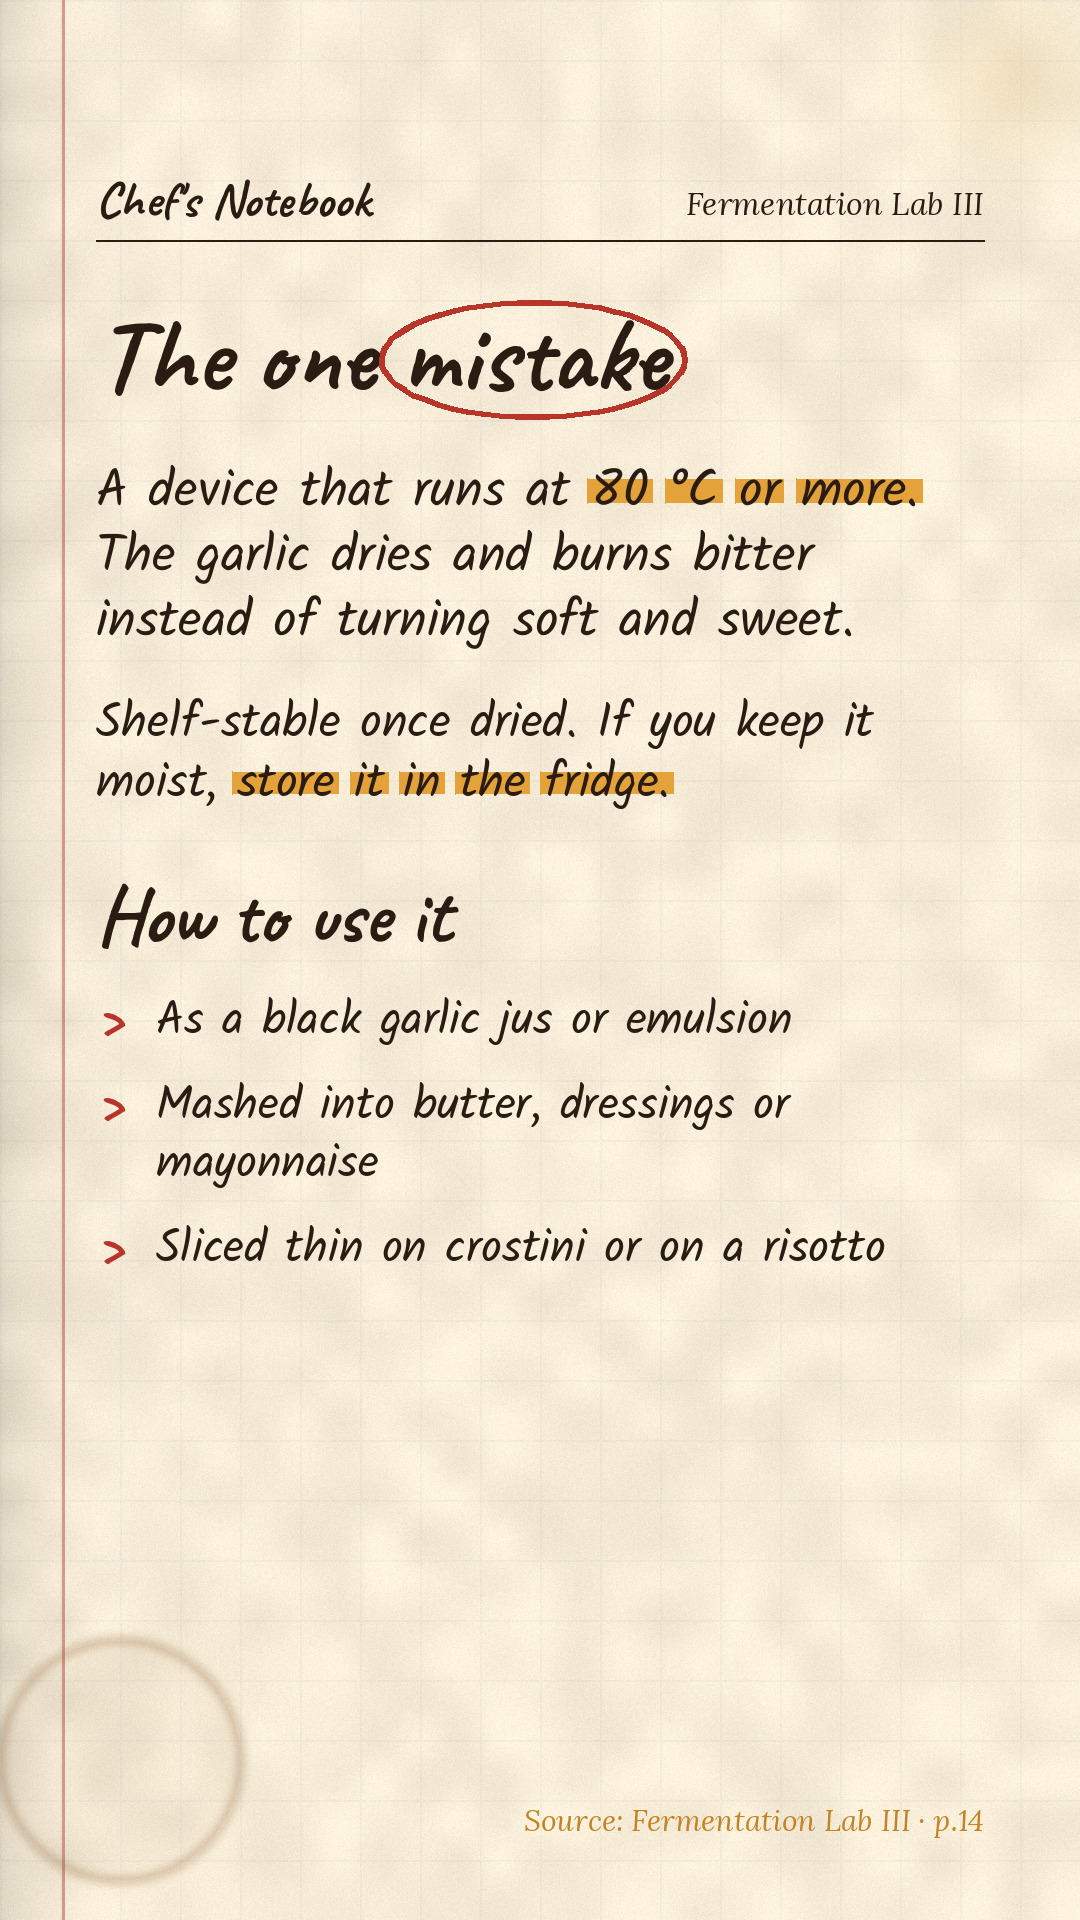 Chef's Notebook
Fermentation Lab III
The one mistake
A device that runs at 80 °C or more.
The garlic dries and burns bitter
instead of turning soft and sweet.
Shelf-stable once dried. If you keep it
moist, store it in the fridge.
How to use it
> As a black garlic jus or emulsion
> Mashed into butter, dressings or
mayonnaise
> Sliced thin on crostini or on a risotto
Source: Fermentation Lab III · p.14